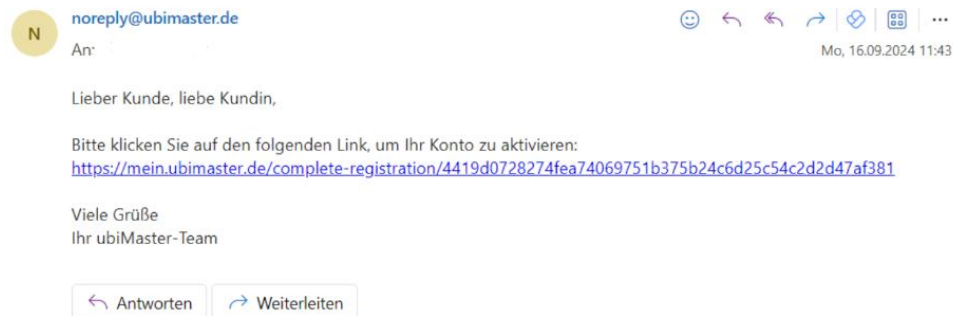 N
noreply@ubimaster.de
An:
Mo, 16.09.2024 11:43
Lieber Kunde, liebe Kundin,
Bitte klicken Sie auf den folgenden Link, um Ihr Konto zu aktivieren:
https://mein.ubimaster.de/complete-registration/4419d0728274fea74069751b375b24c6d25c54c2d2d47af381
Viele Grüße
Ihr ubiMaster-Team
Antworten
Weiterleiten